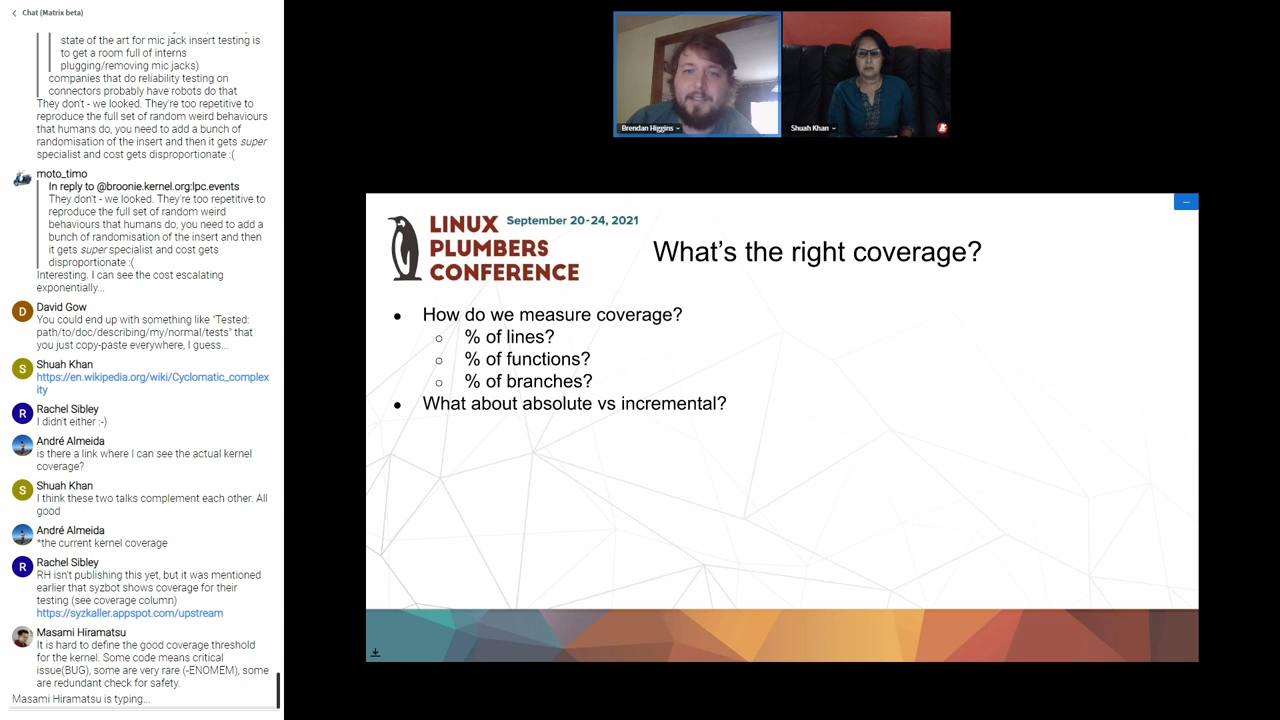 Chat (Matrix beta)
state of the art for mic jack insert testing is
to get a room full of interns
plugging/removing mic jacks)
companies that do reliability testing on
connectors probably have robots do that
They don't - we looked. They're too repetitive to
reproduce the full set of random weird behaviours
that humans do, you need to add a bunch of
randomisation of the insert and then it gets super
specialist and cost gets disproportionate :(
moto_timo
In reply to @broonie.kernel.org:lpc.events
They don't - we looked. They're too repetitive to
reproduce the full set of random weird
behaviours that humans do, you need to add a
bunch of randomisation of the insert and then
it gets super specialist and cost gets
disproportionate :(
Interesting. I can see the cost escalating
exponentially...
D
David Gow
You could end up with something like "Tested:
path/to/doc/describing/my/normal/tests" that
you just copy-paste everywhere, I guess...
S
Shuah Khan
https://en.wikipedia.org/wiki/Cyclomatic_complex
ity
R
Rachel Sibley
I didn't either :-)
André Almeida
is there a link where I can see the actual kernel
coverage?
S
Shuah Khan
I think these two talks complement each other. All
good
André Almeida
*the current kernel coverage
R
Rachel Sibley
RH isn't publishing this yet, but it was mentioned
earlier that syzbot shows coverage for their
testing (see coverage column)
https://syzkaller.appspot.com/upstream
Masami Hiramatsu
It is hard to define the good coverage threshold
for the kernel. Some code means critical
issue(BUG), some are very rare (-ENOMEM), some
are redundant check for safety.
Masami Hiramatsu is typing...
Brendan Higgins
Shuah Khan
LINUX
PLUMBERS
CONFERENCE
September 20-24, 2021
What's the right coverage?
● How do we measure coverage?
○ % of lines?
○ % of functions?
○ % of branches?
● What about absolute vs incremental?